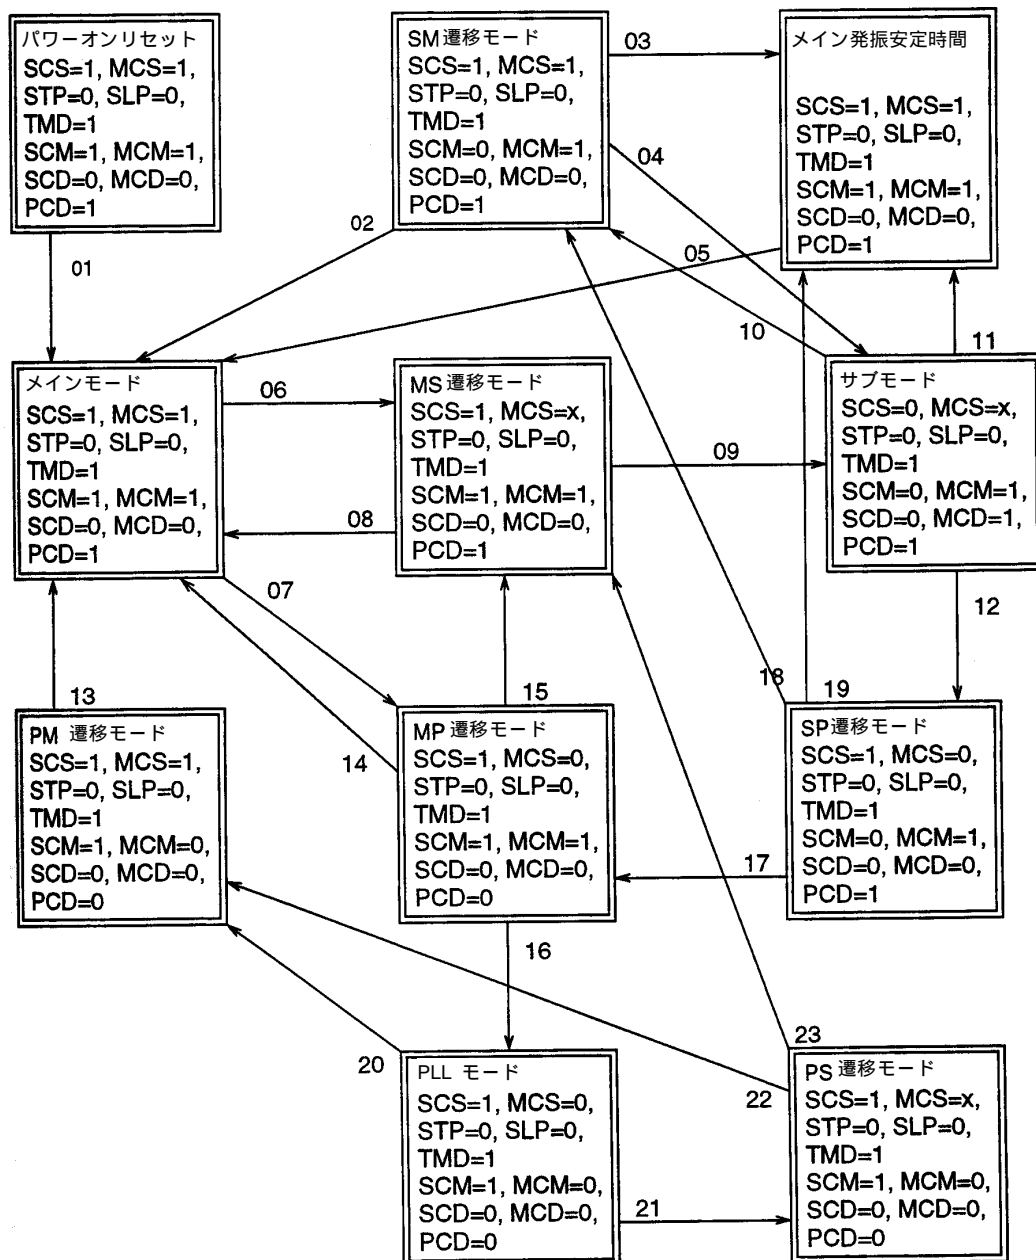 パワーオンリセット
SCS=1, MCS=1,
STP=0, SLP=0,
TMD=1
SCM=1, MCM=1,
SCD=0, MCD=0,
PCD=1
SM 遷移モード
SCS=1, MCS=1,
STP=0, SLP=0,
TMD=1
SCM=0, MCM=1,
SCD=0, MCD=0,
PCD=1
メイン発振安定時間
SCS=1, MCS=1,
STP=0, SLP=0,
TMD=1
SCM=1, MCM=1,
SCD=0, MCD=0,
PCD=1
03
04
02
01
05
10
11
メインモード
SCS=1, MCS=1,
STP=0, SLP=0,
TMD=1
SCM=1, MCM=1,
SCD=0, MCD=0,
PCD=1
06
08
07
MS 遷移モード
SCS=1, MCS=x,
STP=0, SLP=0,
TMD=1
SCM=1, MCM=1,
SCD=0, MCD=0,
PCD=1
09
サブモード
SCS=0, MCS=x,
STP=0, SLP=0,
TMD=1
SCM=0, MCM=1,
SCD=0, MCD=1,
PCD=1
12
13
14
15
18
19
PM 遷移モード
SCS=1, MCS=1,
STP=0, SLP=0,
TMD=1
SCM=1, MCM=0,
SCD=0, MCD=0,
PCD=0
MP 遷移モード
SCS=1, MCS=0,
STP=0, SLP=0,
TMD=1
SCM=1, MCM=1,
SCD=0, MCD=0,
PCD=0
17
SP遷移モード
SCS=1, MCS=0,
STP=0, SLP=0,
TMD=1
SCM=0, MCM=1,
SCD=0, MCD=0,
PCD=1
16
20
22
23
PLL モード
SCS=1, MCS=0,
STP=0, SLP=0,
TMD=1
SCM=1, MCM=0,
SCD=0, MCD=0,
PCD=0
21
PS 遷移モード
SCS=1, MCS=x,
STP=0, SLP=0,
TMD=1
SCM=1, MCM=0,
SCD=0, MCD=0,
PCD=0